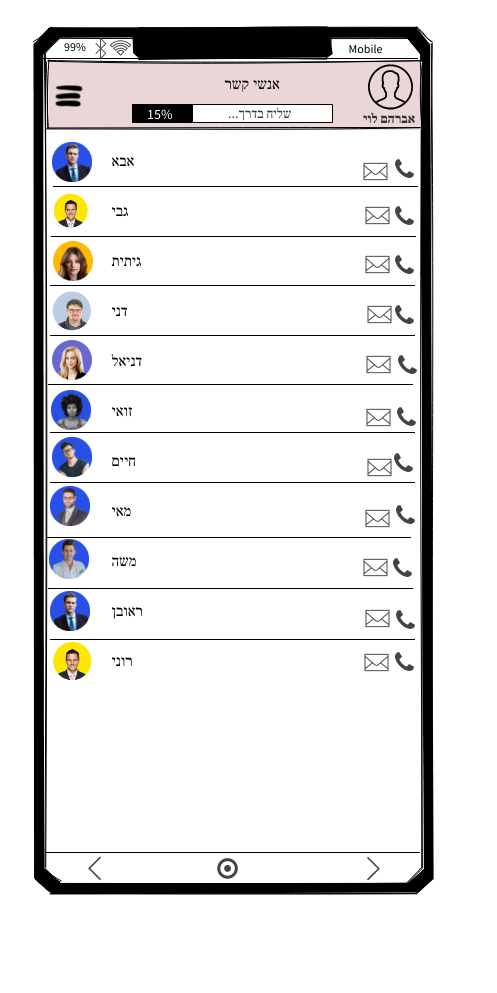 99%
Mobile
אנשי קשר
15%
שליח בדרך...
אברהם לוי
אבא
גבי
גיתית
דני
דניאל
זואי
חיים
מאי
משה
ראובן
רוני